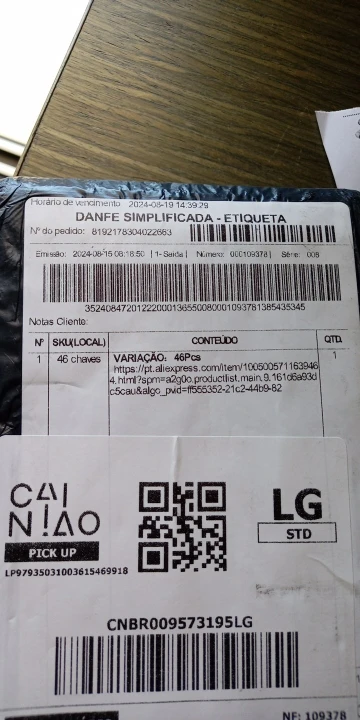 Horário de vencimento 2024-08-19 14:39:29
DANFE SIMPLIFICADA - ETIQUETA
Nº do pedido: 8192178304022663
Emissão: 2024-08-15 08:18:50 | 1-Saída | Número: 000109378 | Série: 008
35240847201222000136550080001093781385435345
Notas Cliente:
Nº SKU(LOCAL) CONTEÚDO QTD
1 46 chaves VARIAÇÃO: 46Pcs 1
https://pt.aliexpress.com/item/100500571163946
4.html?spm=a2g0o.productlist.main.9.161d6a93d
c5cau&algo_pvid=ff555352-21c2-44b9-82
CAI
NIAO
PICK UP
LP97935031003615469918
LG
STD
CNBR009573195LG
NF: 109378